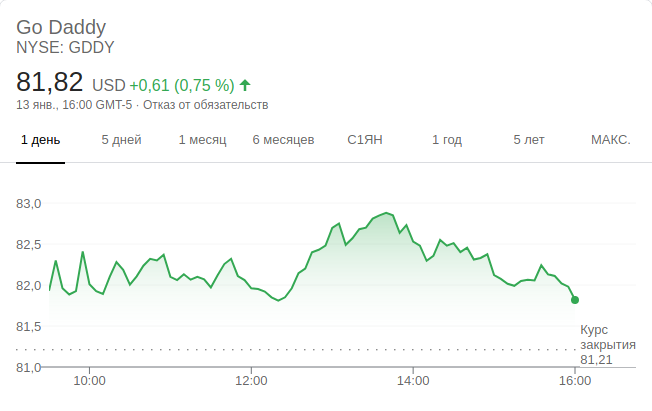 Go Daddy
NYSE: GDDY
81,82 USD +0,61 (0,75 %)
13 янв., 16:00 GMT-5 · Отказ от обязательств
1 день 5 дней 1 месяц 6 месяцев С1ЯН 1 год 5 лет МАКС.
83,0
82,5
82,0
81,5
81,0
Курс
закрытия
81,21
10:00 12:00 14:00 16:00